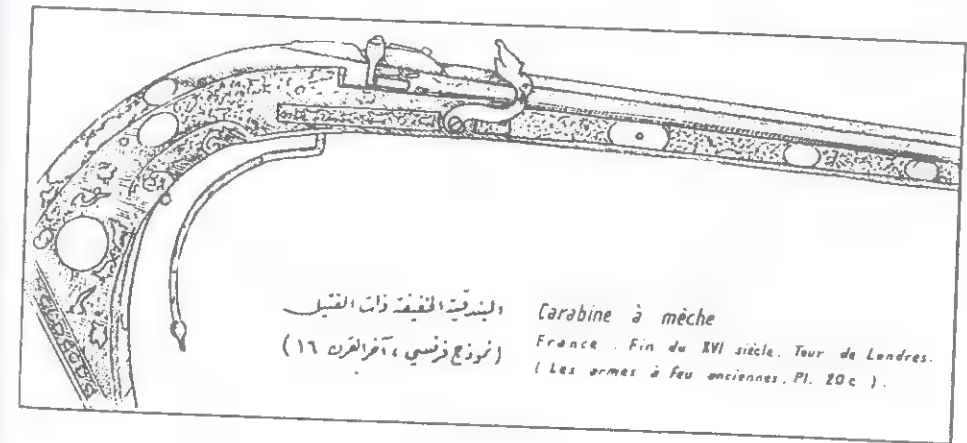 البندقية الخفيفة ذات الفتيل
(نموذج فرنسي ، آخر القرن ١٦)
Carabine à mèche
France . Fin du XVI siècle. Tour de Londres.
( Les armes à feu anciennes. Pl. 20c ).